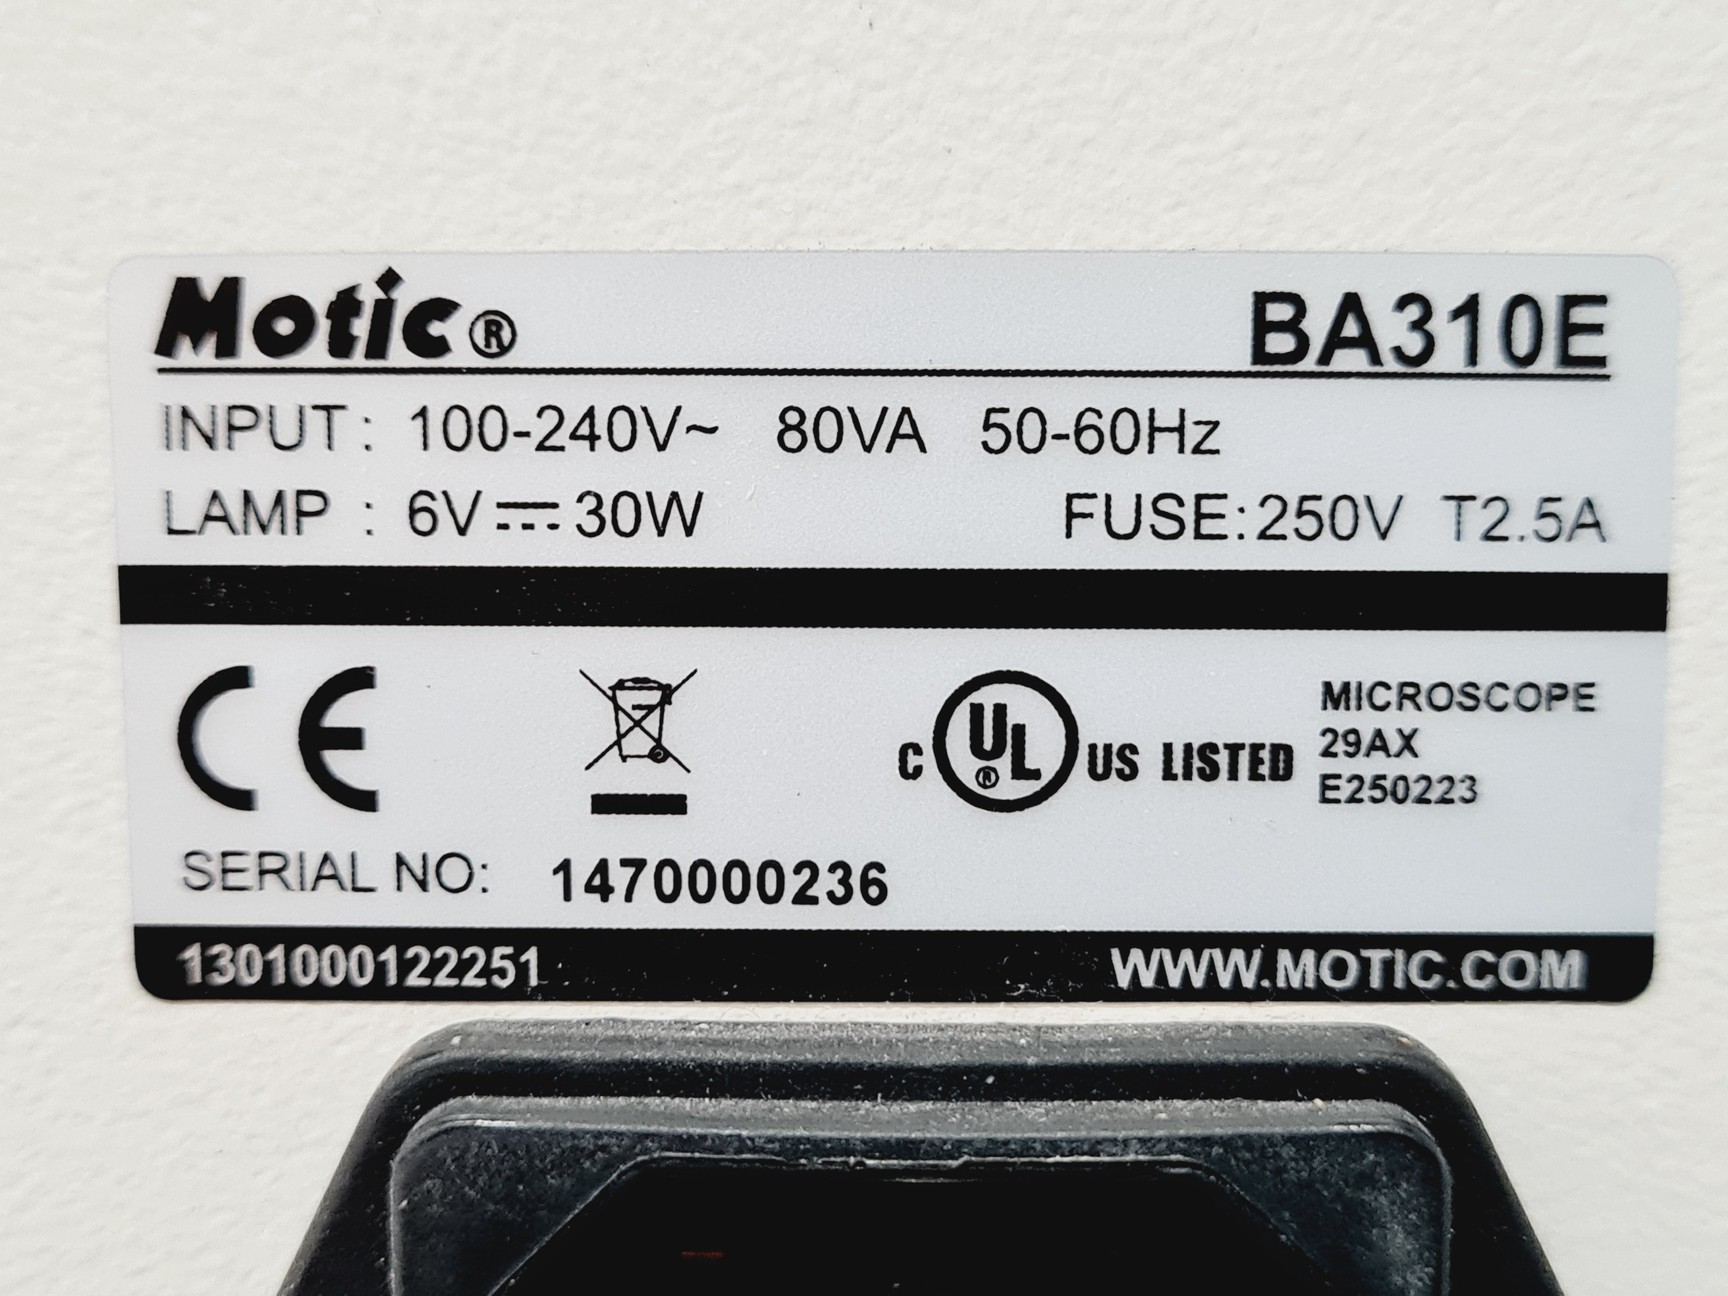 Motic® BA310E
INPUT: 100-240V~ 80VA 50-60Hz
LAMP : 6V⎓30W FUSE:250V T2.5A
CE
C UL® US LISTED
MICROSCOPE
29AX
E250223
SERIAL NO: 1470000236
1301000122251 WWW.MOTIC.COM